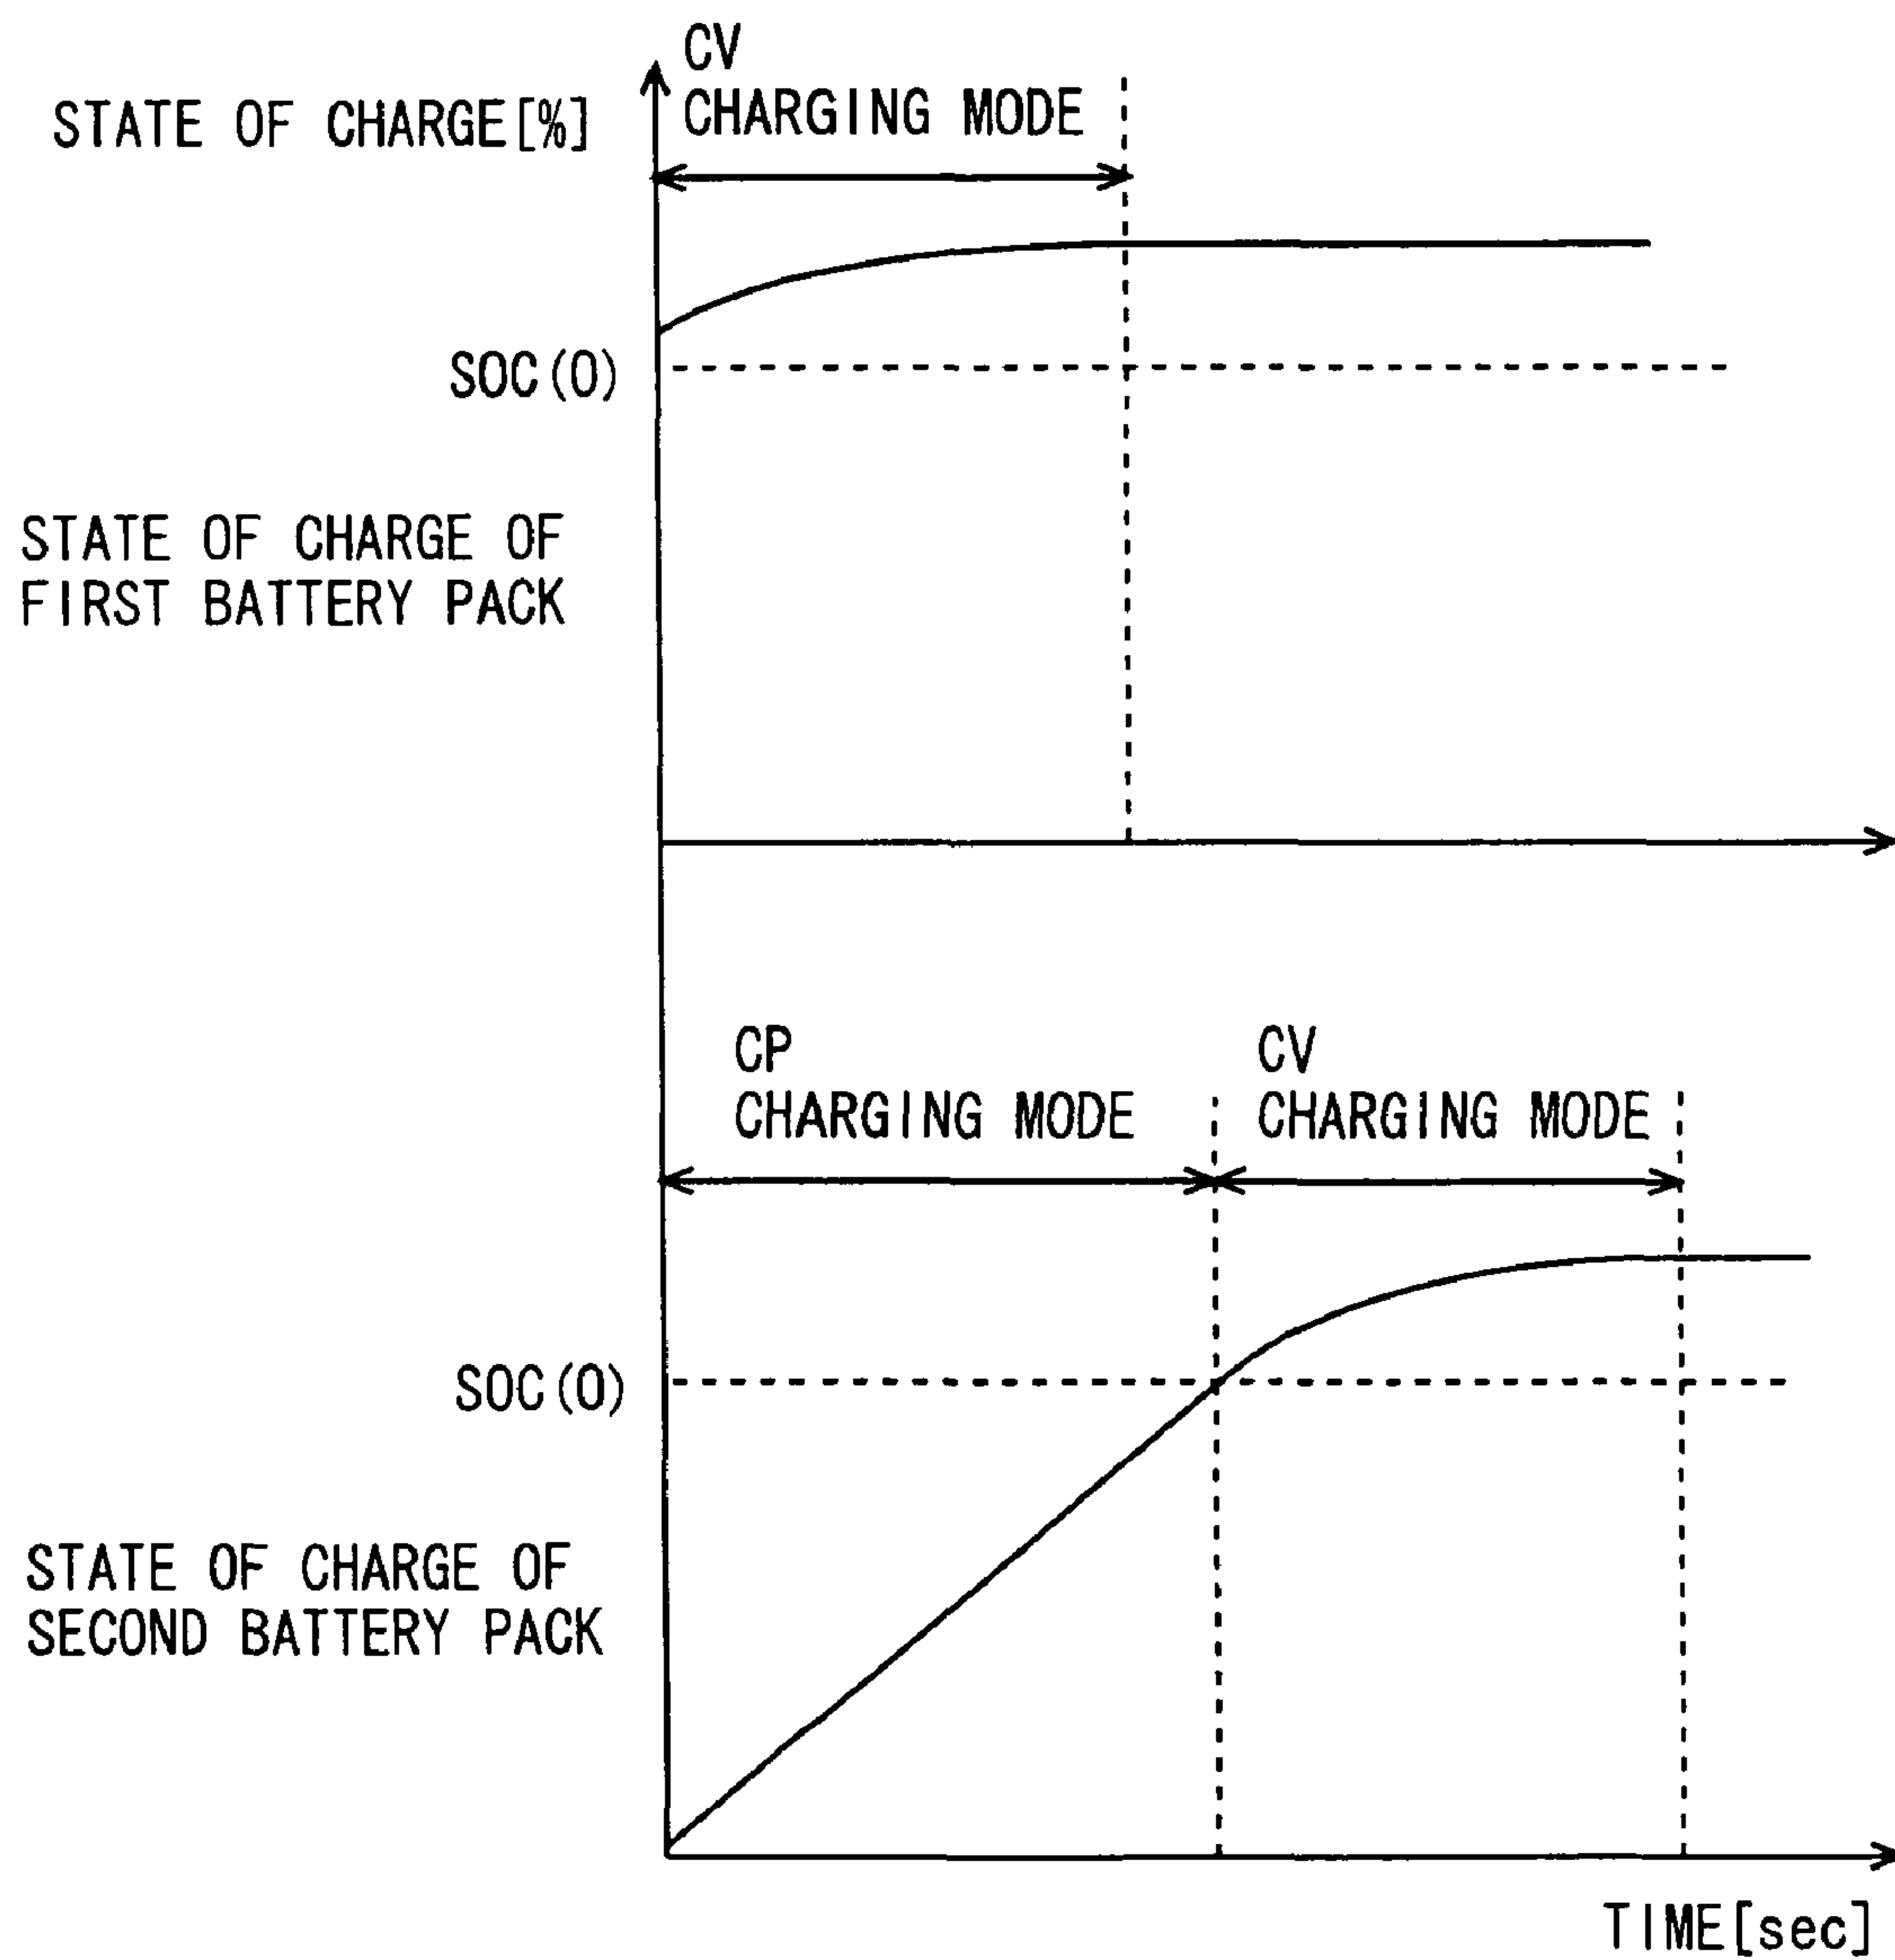 CV
CHARGING MODE
STATE OF CHARGE[%]
SOC(0)
STATE OF CHARGE OF
FIRST BATTERY PACK
CP
CHARGING MODE
CV
CHARGING MODE
SOC(0)
STATE OF CHARGE OF
SECOND BATTERY PACK
TIME[sec]